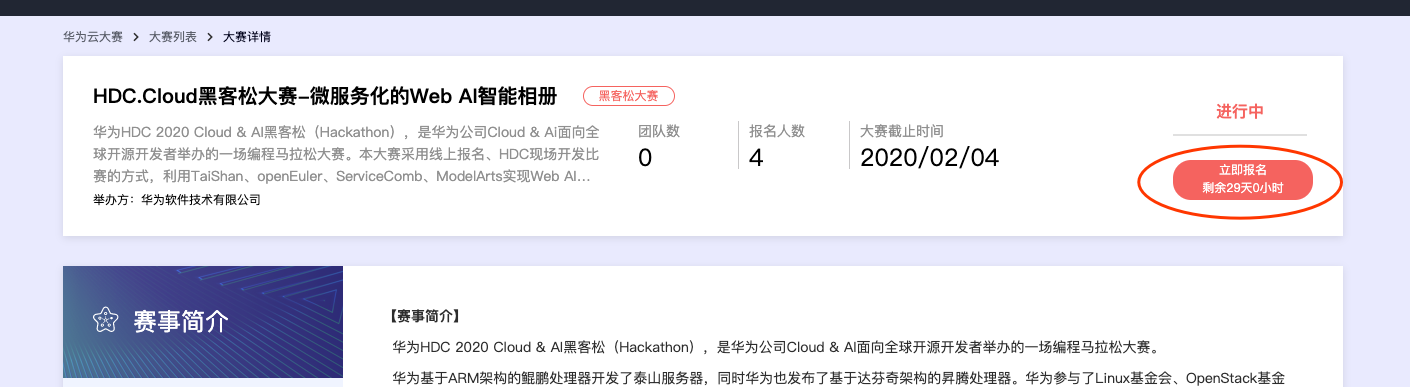 华为云大赛 > 大赛列表 > 大赛详情
HDC.Cloud黑客松大赛-微服务化的Web AI智能相册
黑客松大赛
华为HDC 2020 Cloud & AI黑客松（Hackathon），是华为公司Cloud & Ai面向全
球开源开发者举办的一场编程马拉松大赛。本大赛采用线上报名、HDC现场开发比
赛的方式，利用TaiShan、openEuler、ServiceComb、ModelArts实现Web AI...
举办方：华为软件技术有限公司
团队数
0
报名人数
4
大赛截止时间
2020/02/04
进行中
立即报名
剩余29天0小时
赛事简介
【赛事简介】
华为HDC 2020 Cloud & AI黑客松（Hackathon），是华为公司Cloud & AI面向全球开源开发者举办的一场编程马拉松大赛。
华为基于ARM架构的鲲鹏处理器开发了泰山服务器，同时华为也发布了基于达芬奇架构的昇腾处理器。华为参与了Linux基金会、OpenStack基金